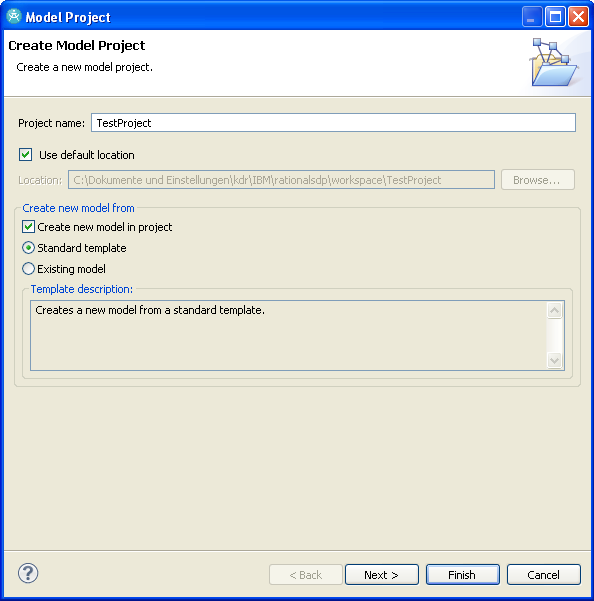 Model Project
Create Model Project
Create a new model project.
Project name: TestProject
Use default location
Location: C:\Dokumente und Einstellungen\kdr\IBM\rationalsdp\workspace\TestProject Browse...
Create new model from
Create new model in project
Standard template
Existing model
Template description:
Creates a new model from a standard template.
? < Back Next > Finish Cancel